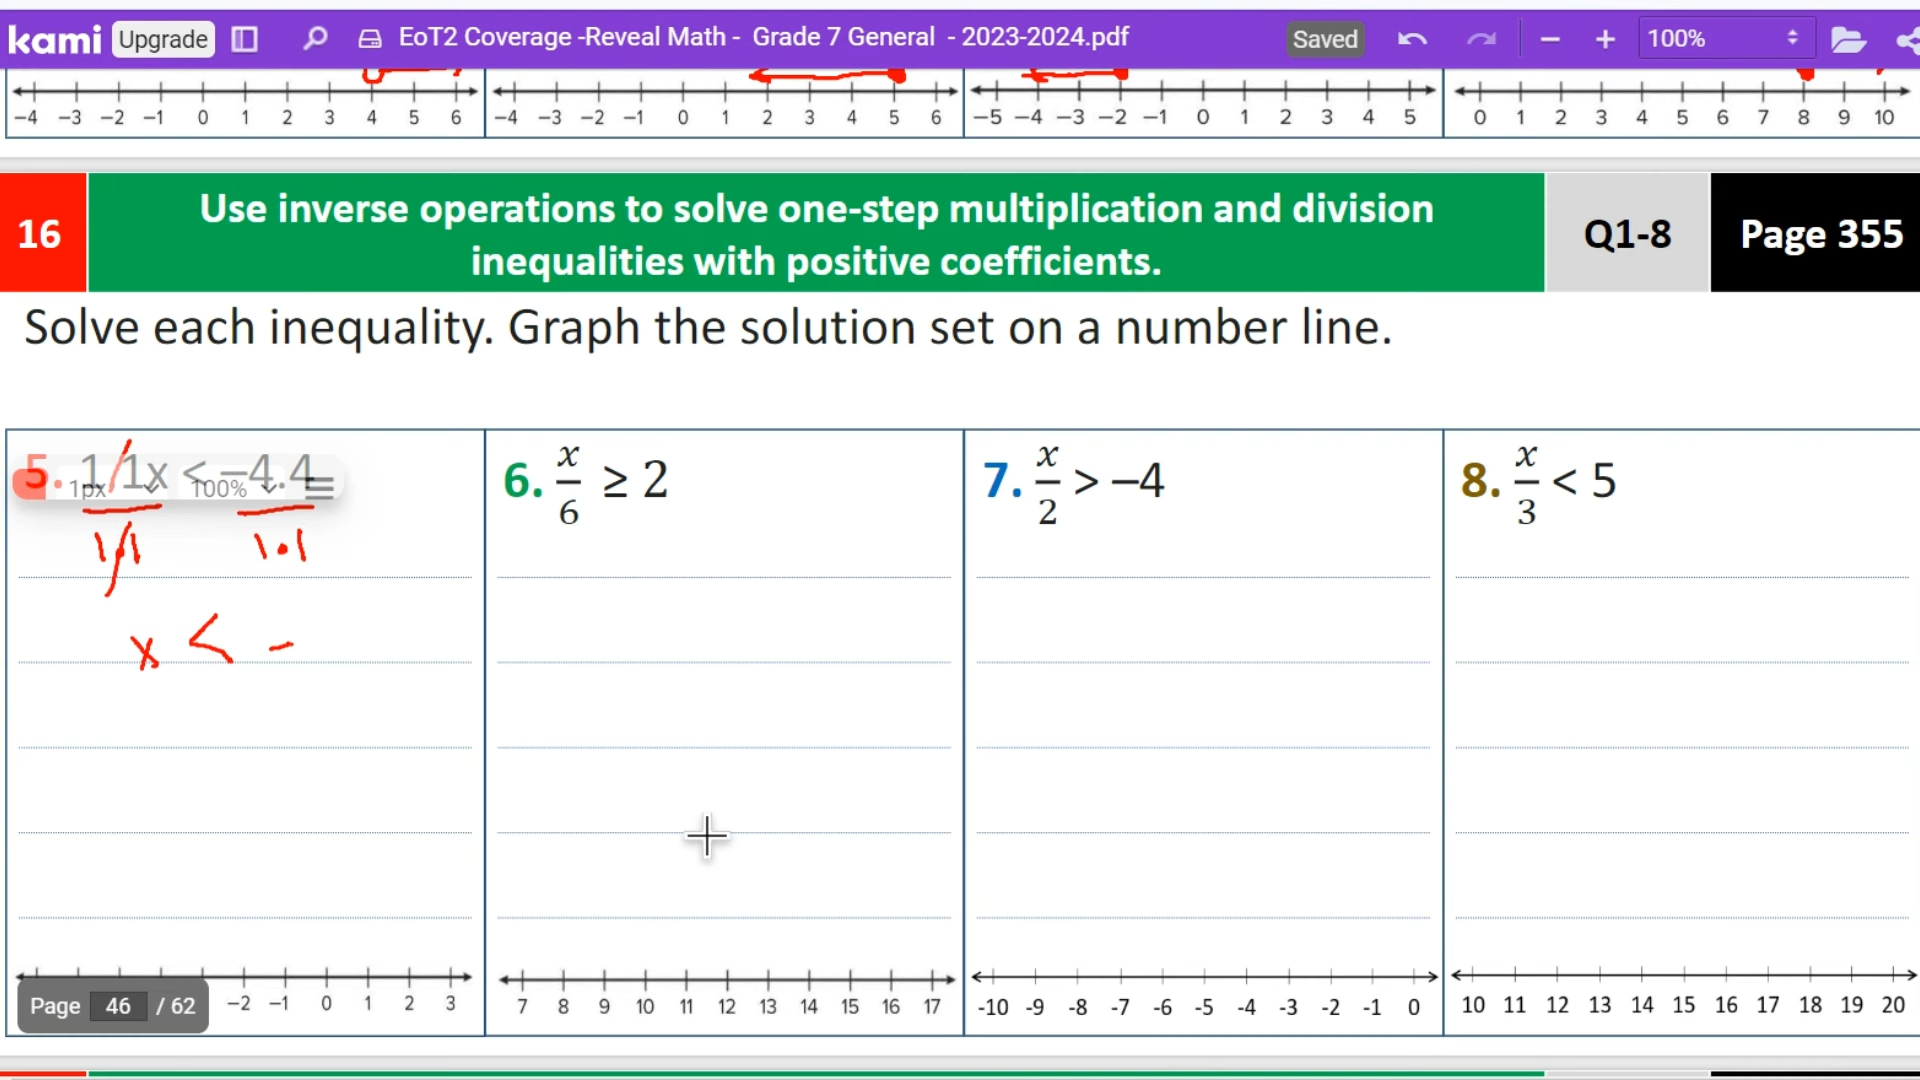 kami Upgrade EoT2 Coverage -Reveal Math - Grade 7 General - 2023-2024.pdf Saved 100%
−4 −3 −2 −1 0 1 2 3 4 5 6
−4 −3 −2 −1 0 1 2 3 4 5 6
−5 −4 −3 −2 −1 0 1 2 3 4 5
0 1 2 3 4 5 6 7 8 9 10
16
Use inverse operations to solve one-step multiplication and division
inequalities with positive coefficients.
Q1-8
Page 355
Solve each inequality. Graph the solution set on a number line.
5. 1.1x < −4.4
1px 100%
1.1 1.1
x < -
−2 −1 0 1 2 3
Page 46 / 62
6. x/6 ≥ 2
7 8 9 10 11 12 13 14 15 16 17
7. x/2 > −4
-10 -9 -8 -7 -6 -5 -4 -3 -2 -1 0
8. x/3 < 5
10 11 12 13 14 15 16 17 18 19 20